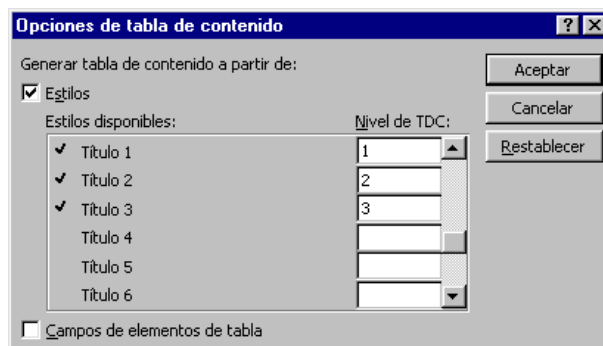 Opciones de tabla de contenido
Generar tabla de contenido a partir de:
Aceptar
Estilos
Cancelar
Estilos disponibles: Nivel de TDC:
Restablecer
Título 1 1
Título 2 2
Título 3 3
Título 4
Título 5
Título 6
Campos de elementos de tabla